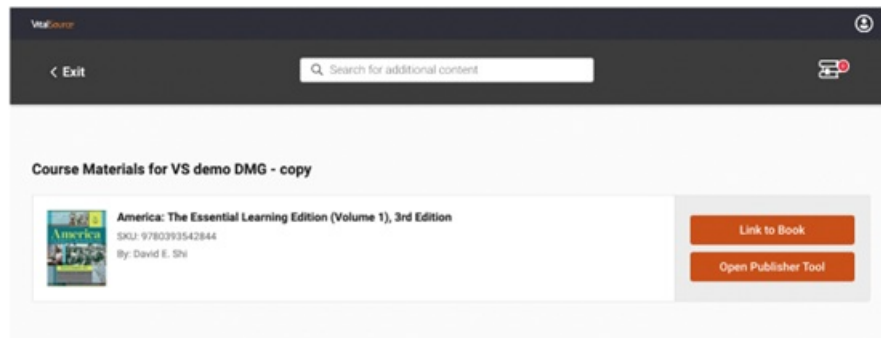 VitalSource
< Exit
Search for additional content
Course Materials for VS demo DMG - copy
America: The Essential Learning Edition (Volume 1), 3rd Edition
SKU: 9780393542844
By: David E. Shi
America
Link to Book
Open Publisher Tool